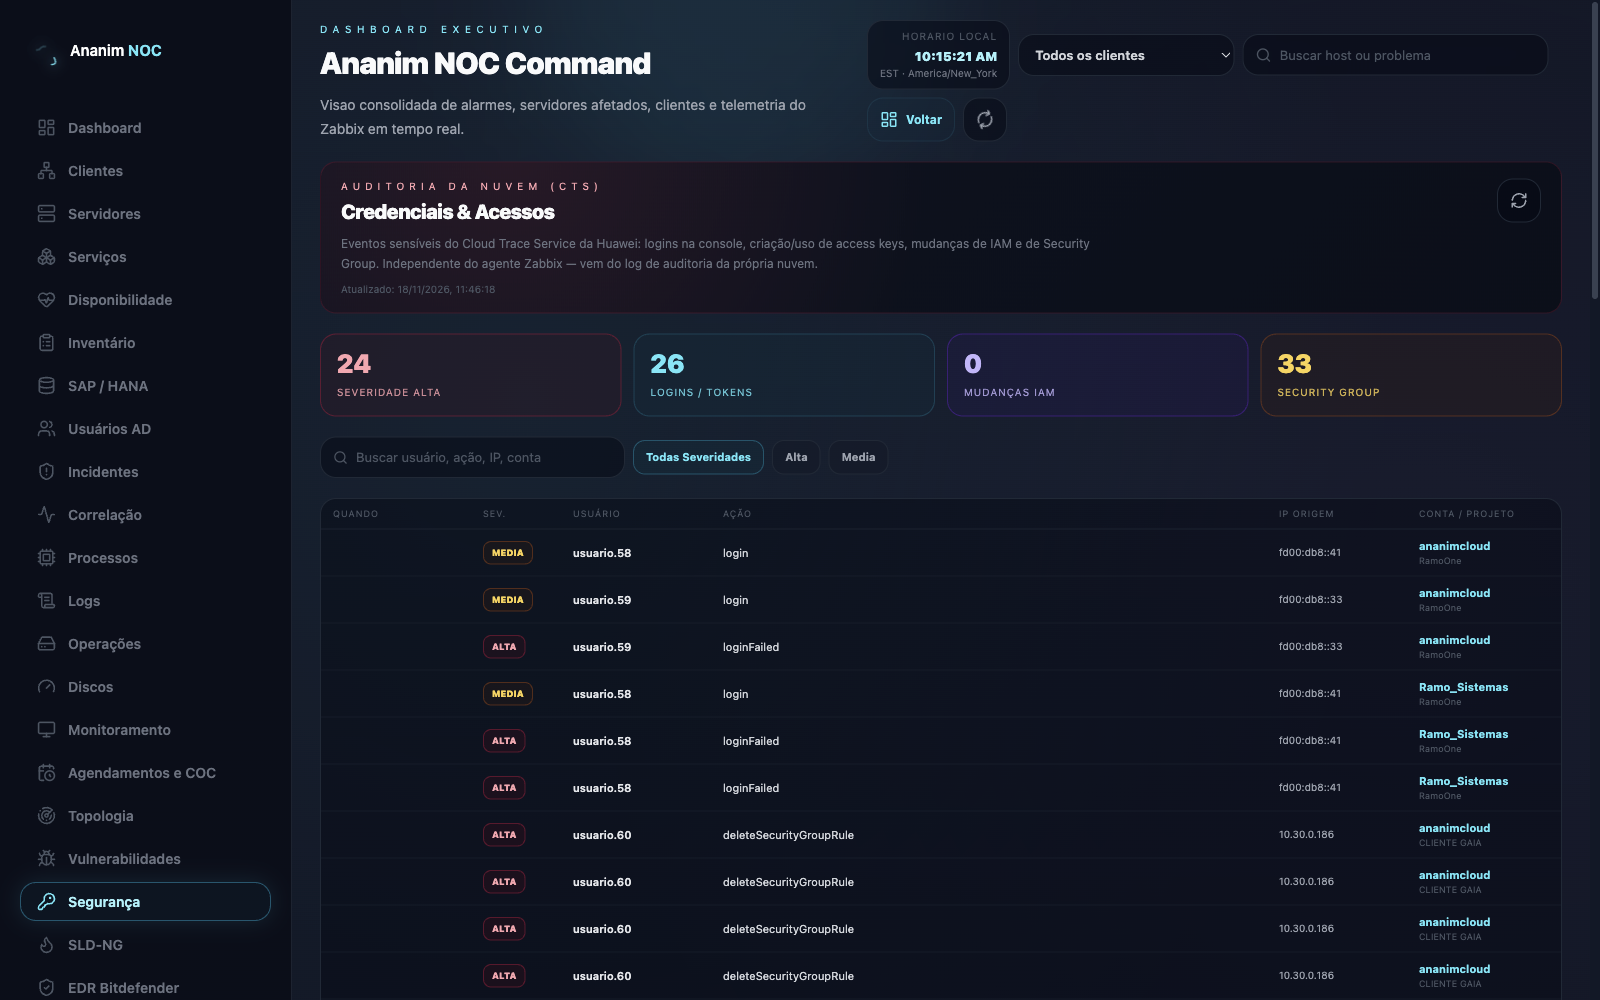 Ananim NOC
Dashboard
Clientes
Servidores
Serviços
Disponibilidade
Inventário
SAP / HANA
Usuários AD
Incidentes
Correlação
Processos
Logs
Operações
Discos
Monitoramento
Agendamentos e COC
Topologia
Vulnerabilidades
Segurança
SLD-NG
EDR Bitdefender
DASHBOARD EXECUTIVO
Ananim NOC Command
Visao consolidada de alarmes, servidores afetados, clientes e telemetria do
Zabbix em tempo real.
HORARIO LOCAL
10:15:21 AM
EST · America/New_York
Todos os clientes
Buscar host ou problema
Voltar
AUDITORIA DA NUVEM (CTS)
Credenciais & Acessos
Eventos sensíveis do Cloud Trace Service da Huawei: logins na console, criação/uso de access keys, mudanças de IAM e de Security
Group. Independente do agente Zabbix — vem do log de auditoria da própria nuvem.
Atualizado: 18/11/2026, 11:46:18
24
SEVERIDADE ALTA
26
LOGINS / TOKENS
0
MUDANÇAS IAM
33
SECURITY GROUP
Buscar usuário, ação, IP, conta
Todas Severidades
Alta
Media
QUANDO SEV. USUÁRIO AÇÃO IP ORIGEM CONTA / PROJETO
MEDIA usuario.58 login fd00:db8::41 ananimcloud
RamoOne
MEDIA usuario.59 login fd00:db8::33 ananimcloud
RamoOne
ALTA usuario.59 loginFailed fd00:db8::33 ananimcloud
RamoOne
MEDIA usuario.58 login fd00:db8::41 Ramo_Sistemas
RamoOne
ALTA usuario.58 loginFailed fd00:db8::41 Ramo_Sistemas
RamoOne
ALTA usuario.58 loginFailed fd00:db8::41 Ramo_Sistemas
RamoOne
ALTA usuario.60 deleteSecurityGroupRule 10.30.0.186 ananimcloud
CLIENTE GAIA
ALTA usuario.60 deleteSecurityGroupRule 10.30.0.186 ananimcloud
CLIENTE GAIA
ALTA usuario.60 deleteSecurityGroupRule 10.30.0.186 ananimcloud
CLIENTE GAIA
ALTA usuario.60 deleteSecurityGroupRule 10.30.0.186 ananimcloud
CLIENTE GAIA